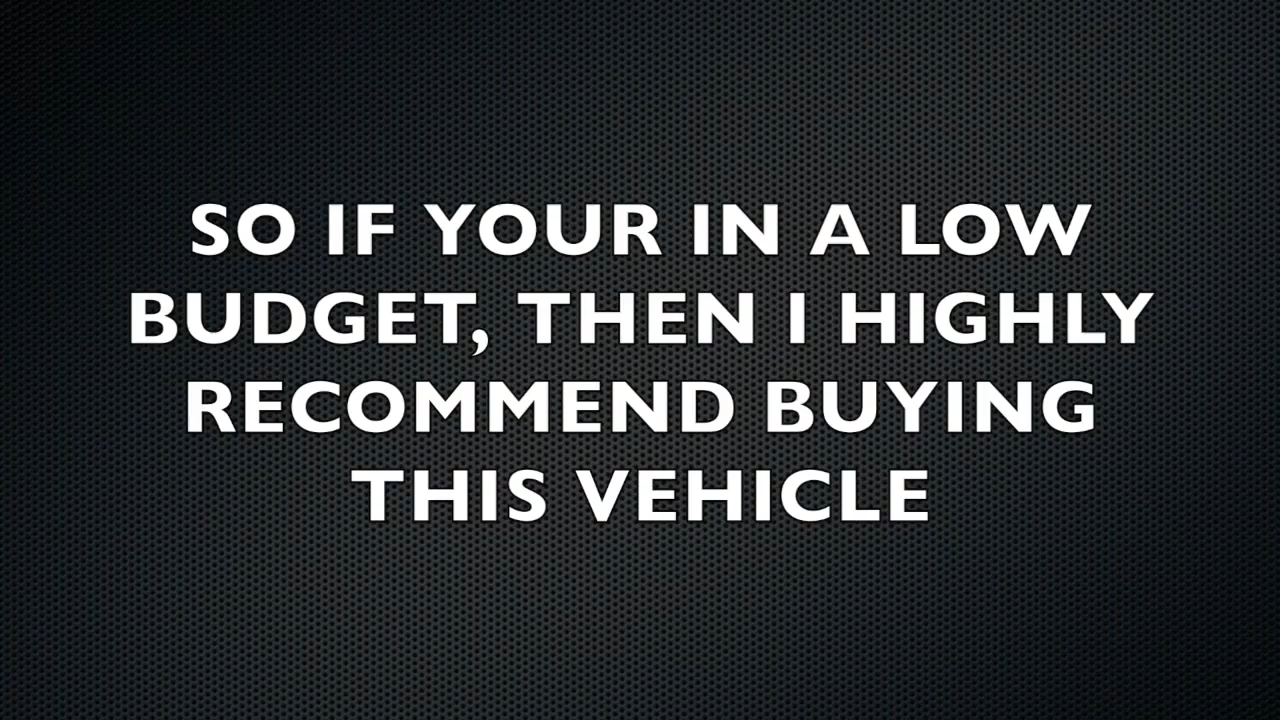 SO IF YOUR IN A LOW
BUDGET, THEN I HIGHLY
RECOMMEND BUYING
THIS VEHICLE